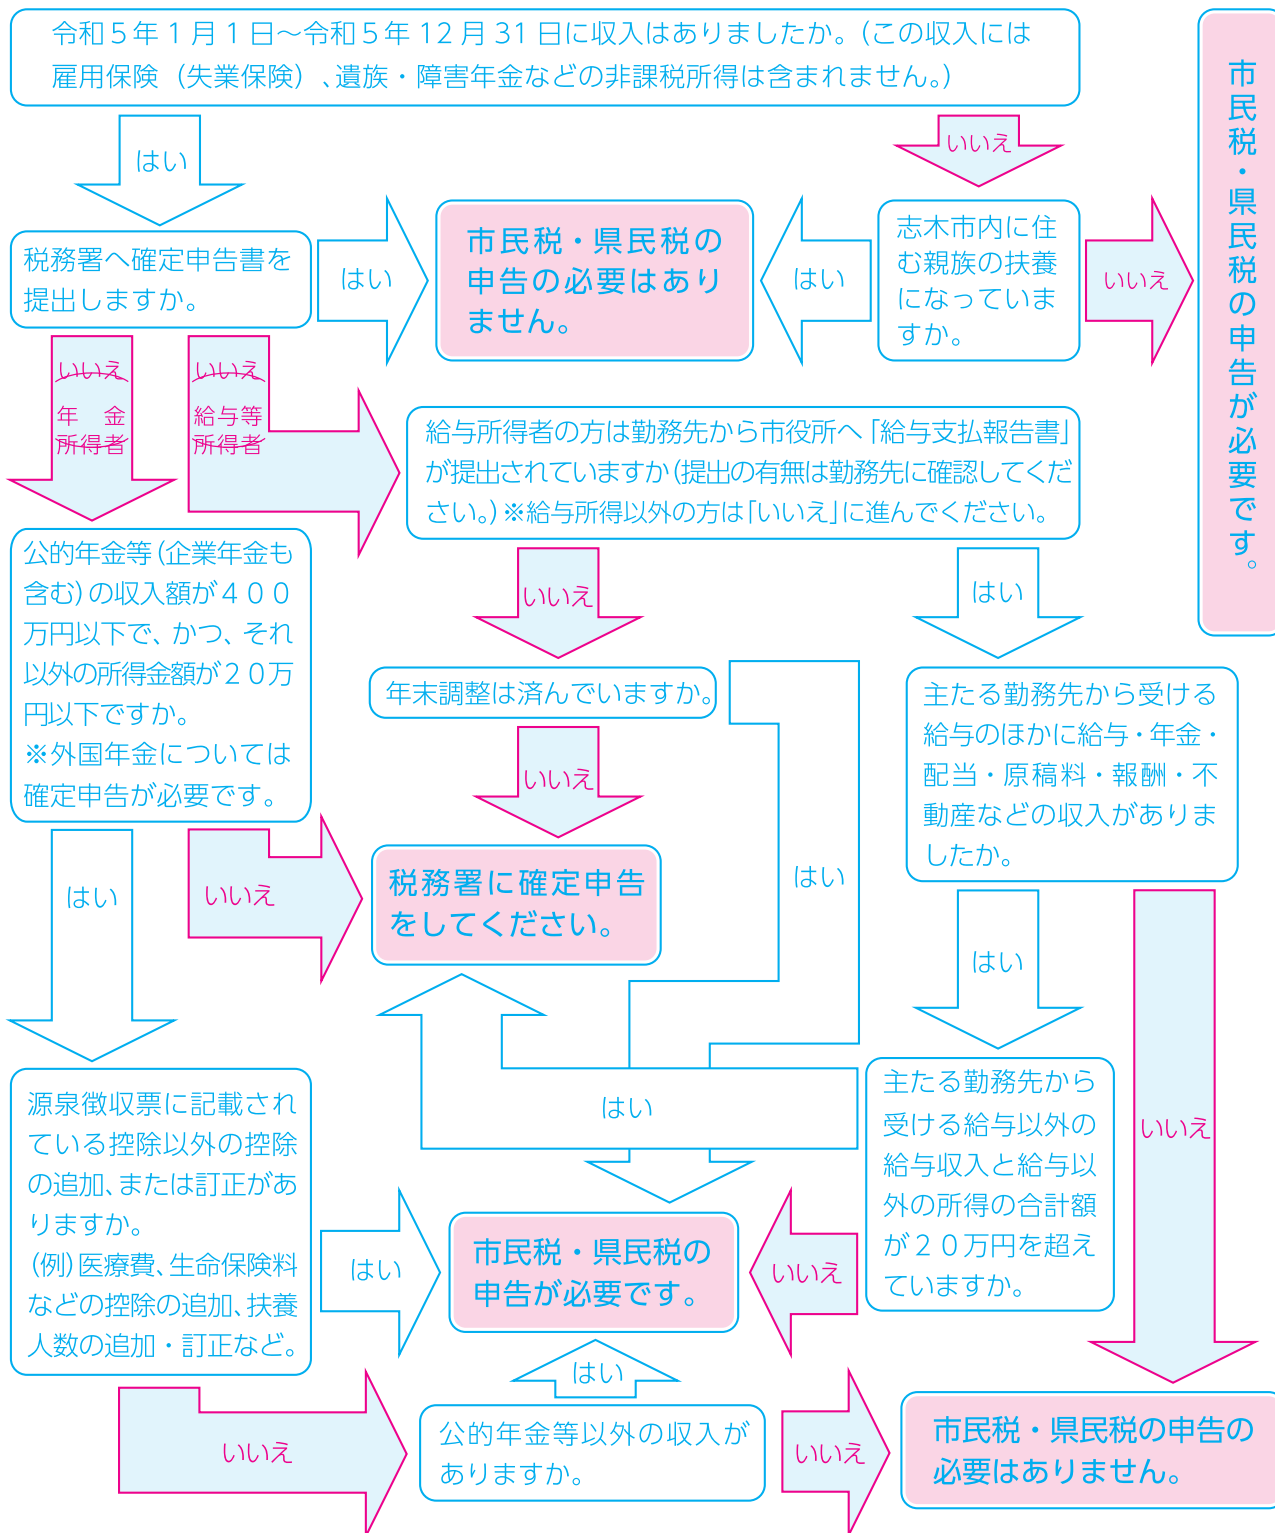 令和５年１月１日～令和５年12月31日に収入はありましたか。（この収入には
雇用保険（失業保険）、遺族・障害年金などの非課税所得は含まれません。）
はい
いいえ
市民税・県民税の申告が必要です。
税務署へ確定申告書を
提出しますか。
はい
市民税・県民税の
申告の必要はあり
ません。
はい
志木市内に住
む親族の扶養
になっていま
すか。
いいえ
いいえ
年　金
所得者
いいえ
給与等
所得者
給与所得者の方は勤務先から市役所へ「給与支払報告書」
が提出されていますか（提出の有無は勤務先に確認してくだ
さい。）※給与所得以外の方は「いいえ」に進んでください。
公的年金等（企業年金も
含む）の収入額が４００
万円以下で、かつ、それ
以外の所得金額が２０万
円以下ですか。
※外国年金については
確定申告が必要です。
いいえ
はい
年末調整は済んでいますか。
主たる勤務先から受ける
給与のほかに給与・年金・
配当・原稿料・報酬・不
動産などの収入がありま
したか。
いいえ
はい
はい
いいえ
税務署に確定申告
をしてください。
はい
いいえ
はい
源泉徴収票に記載され
ている控除以外の控除
の追加、または訂正があ
りますか。
（例）医療費、生命保険料
などの控除の追加、扶養
人数の追加・訂正など。
主たる勤務先から
受ける給与以外の
給与収入と給与以
外の所得の合計額
が２０万円を超え
ていますか。
はい
市民税・県民税の
申告が必要です。
いいえ
はい
いいえ
公的年金等以外の収入が
ありますか。
いいえ
市民税・県民税の申告の
必要はありません。